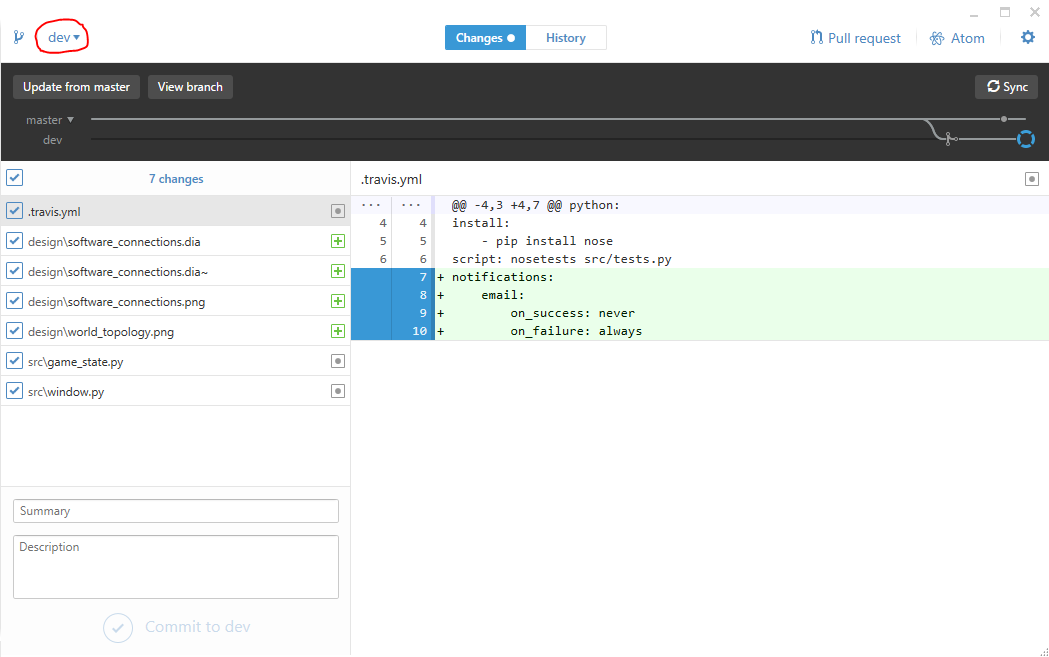 dev
Changes
History
Pull request
Atom
Update from master
View branch
Sync
master
dev
7 changes
.travis.yml
design\software_connections.dia
design\software_connections.dia~
design\software_connections.png
design\world_topology.png
src\game_state.py
src\window.py
Summary
Description
Commit to dev
.travis.yml
... ... @@ -4,3 +4,7 @@ python:
4 4 install:
5 5 - pip install nose
6 6 script: nosetests src/tests.py
7 + notifications:
8 + email:
9 + on_success: never
10 + on_failure: always